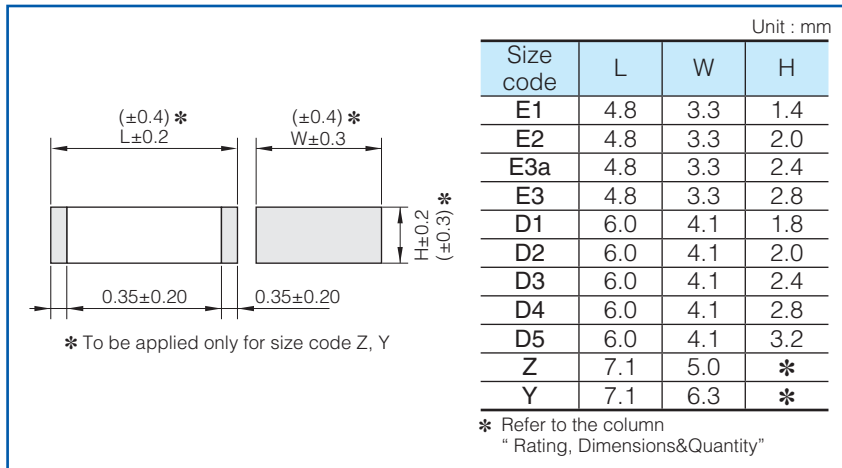 Unit : mm
(±0.4) ✻
L±0.2
(±0.4) ✻
W±0.3
H±0.2
(±0.3) ✻
0.35±0.20
0.35±0.20
✻ To be applied only for size code Z, Y
Size code L W H
E1 4.8 3.3 1.4
E2 4.8 3.3 2.0
E3a 4.8 3.3 2.4
E3 4.8 3.3 2.8
D1 6.0 4.1 1.8
D2 6.0 4.1 2.0
D3 6.0 4.1 2.4
D4 6.0 4.1 2.8
D5 6.0 4.1 3.2
Z 7.1 5.0 ✻
Y 7.1 6.3 ✻
✻ Refer to the column
“ Rating, Dimensions&Quantity”